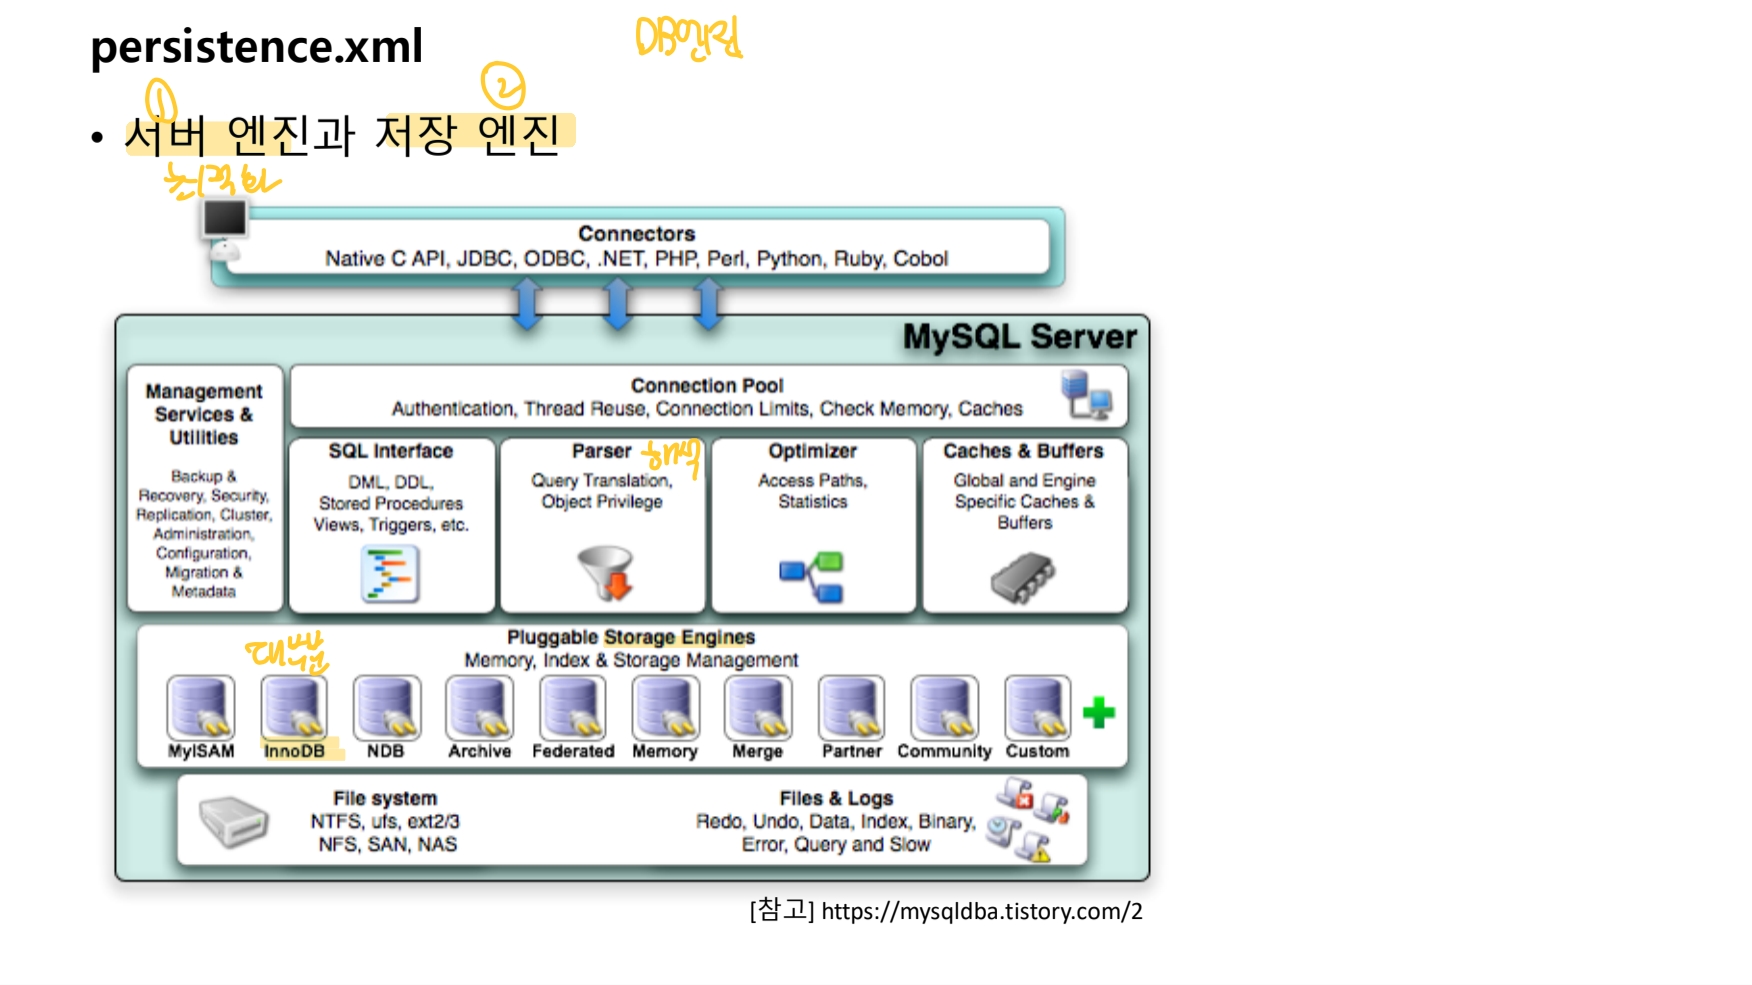 persistence.xml
①
②
• 서버 엔진과 저장 엔진
최적화
Connectors
Native C API, JDBC, ODBC, .NET, PHP, Perl, Python, Ruby, Cobol
MySQL Server
Management
Services &
Utilities
Backup &
Recovery, Security,
Replication, Cluster,
Administration,
Configuration,
Migration &
Metadata
Connection Pool
Authentication, Thread Reuse, Connection Limits, Check Memory, Caches
SQL Interface
DML, DDL,
Stored Procedures
Views, Triggers, etc.
Parser 해석
Query Translation,
Object Privilege
Optimizer
Access Paths,
Statistics
Caches & Buffers
Global and Engine
Specific Caches &
Buffers
Pluggable Storage Engines
Memory, Index & Storage Management
대부분
MyISAM InnoDB NDB Archive Federated Memory Merge Partner Community Custom
File system
NTFS, ufs, ext2/3
NFS, SAN, NAS
Files & Logs
Redo, Undo, Data, Index, Binary,
Error, Query and Slow
[참고] https://mysqldba.tistory.com/2